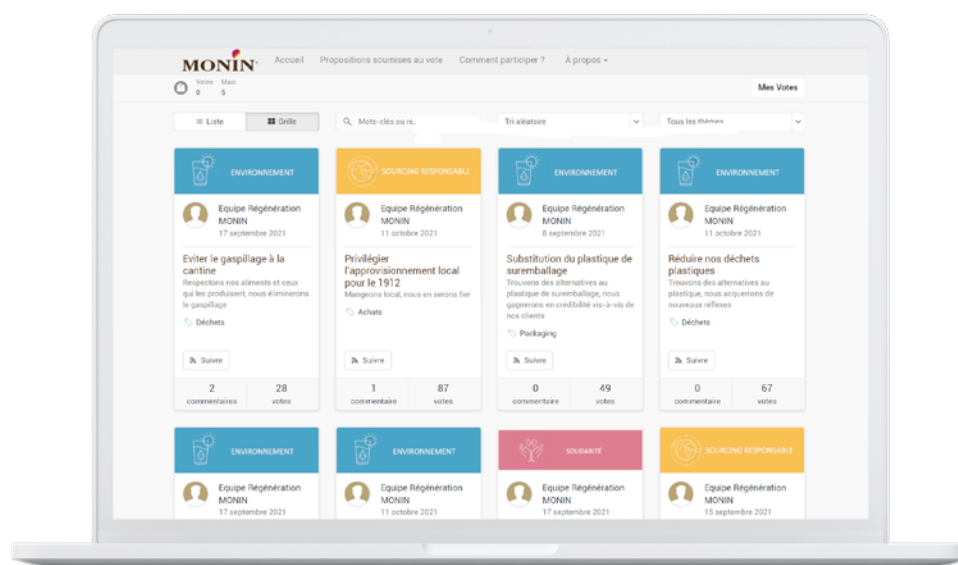 MONIN
Accueil Propositions soumises au vote Comment participer ? À propos
Votes Maxi
0 5
Mes Votes
Liste Grille Mots-clés ou Tri aléatoire Tous les thèmes
ENVIRONNEMENT SOURCING RESPONSABLE ENVIRONNEMENT ENVIRONNEMENT
Equipe Régénération
MONIN
17 septembre 2021
Eviter le gaspillage à la
cantine
Respectons nos aliments et ceux
qui les produisent, nous éliminerons
le gaspillage
Déchets
Suivre
2 28
commentaires votes
Equipe Régénération
MONIN
11 octobre 2021
Privilégier
l'approvisionnement local
pour le 1912
Mangeons local, nous en serons fier
Achats
Suivre
1 87
commentaire votes
Equipe Régénération
MONIN
8 septembre 2021
Substitution du plastique de
suremballage
Trouvons des alternatives au
plastique de suremballage, nous
gagnerons en crédibilité vis-à-vis de
nos clients
Packaging
Suivre
0 49
commentaire votes
Equipe Régénération
MONIN
11 octobre 2021
Réduire nos déchets
plastiques
Trouvons des alternatives au
plastique, nous acquerrons de
nouveaux réflexes
Déchets
Suivre
0 67
commentaire votes
ENVIRONNEMENT ENVIRONNEMENT SOLIDARITÉ SOURCING RESPONSABLE
Equipe Régénération
MONIN
17 septembre 2021
Equipe Régénération
MONIN
11 octobre 2021
Equipe Régénération
MONIN
17 septembre 2021
Equipe Régénération
MONIN
15 septembre 2021